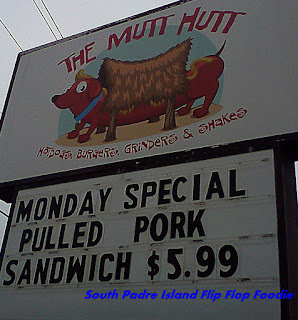 THE MUTT HUTT
HOTDOGS, BURGERS, GRINDERS & SHAKES
MONDAY SPECIAL
PULLED PORK
SANDWICH $5.99
South Padre Island Flip Flop Foodie